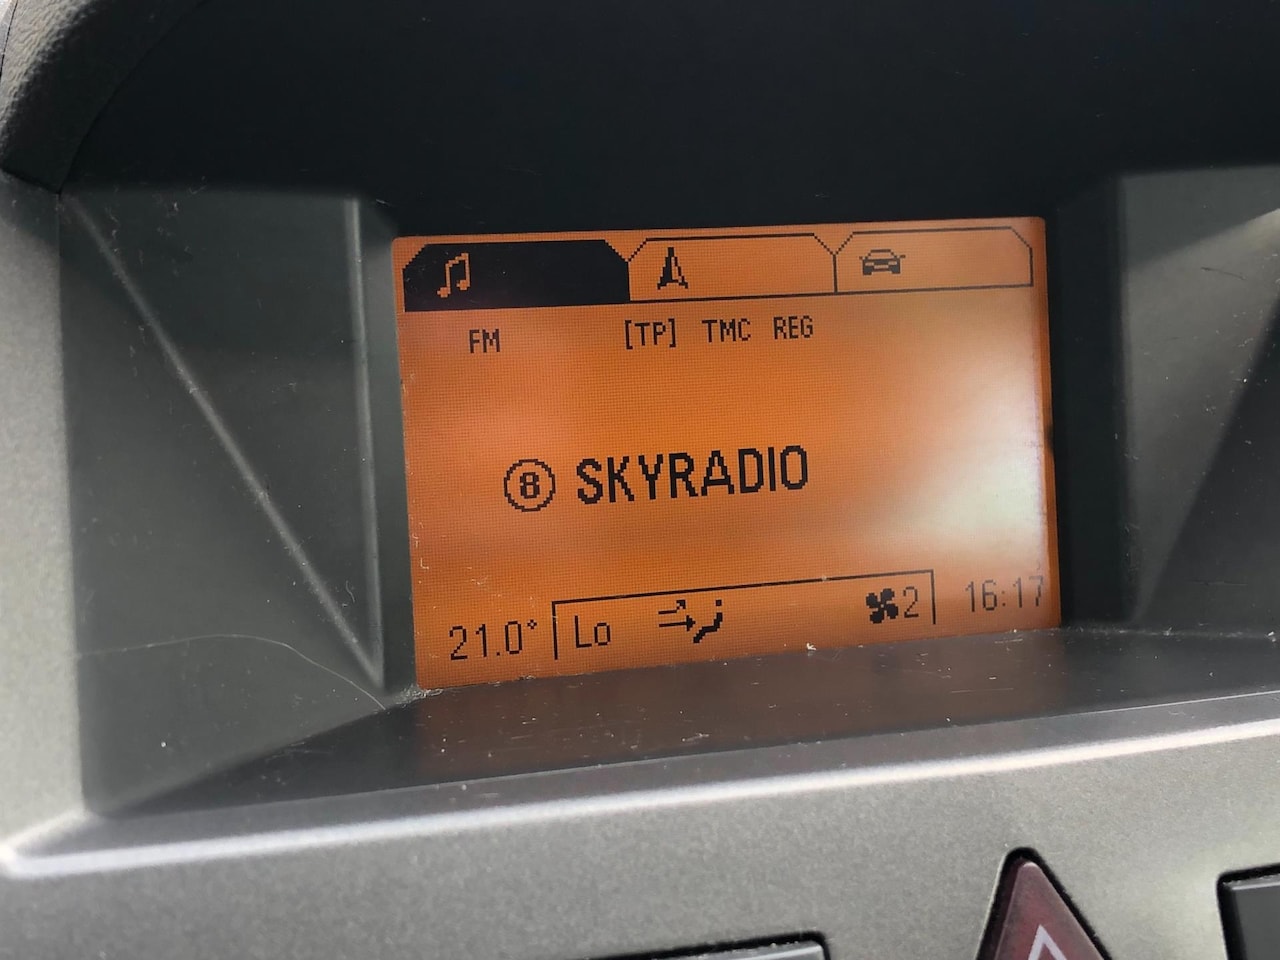 FM [TP] TMC REG
8 SKYRADIO
21.0° Lo 2 16:17